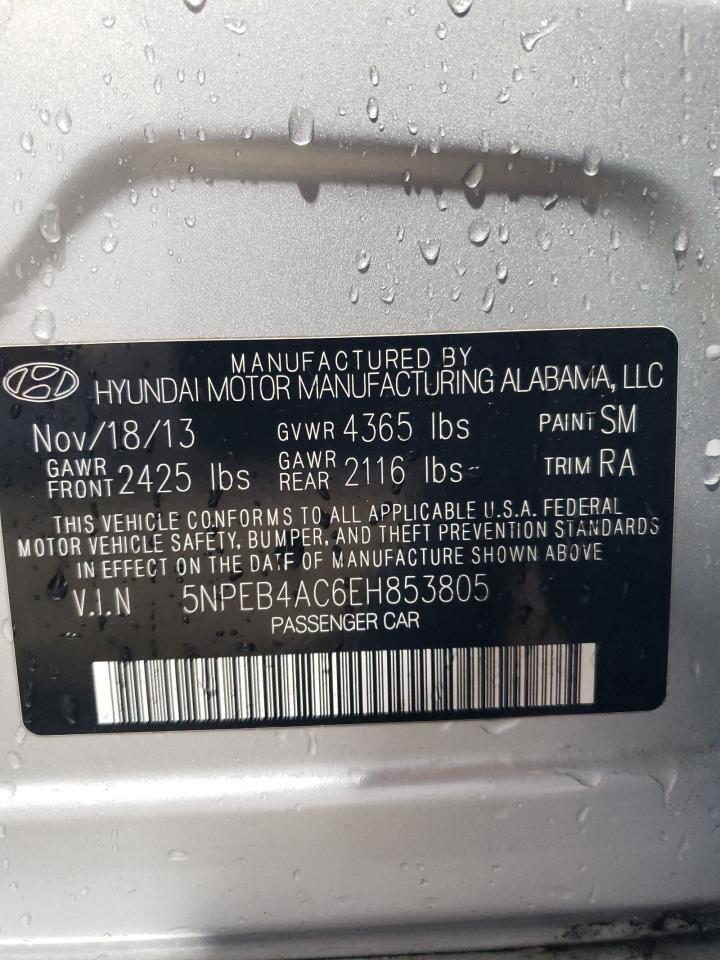 MANUFACTURED BY
HYUNDAI MOTOR MANUFACTURING ALABAMA, LLC
Nov/18/13 GVWR 4365 lbs PAINT SM
GAWR FRONT 2425 lbs GAWR REAR 2116 lbs TRIM RA
THIS VEHICLE CONFORMS TO ALL APPLICABLE U.S.A. FEDERAL
MOTOR VEHICLE SAFETY, BUMPER, AND THEFT PREVENTION STANDARDS
IN EFFECT ON THE DATE OF MANUFACTURE SHOWN ABOVE
V.I.N 5NPEB4AC6EH853805
PASSENGER CAR